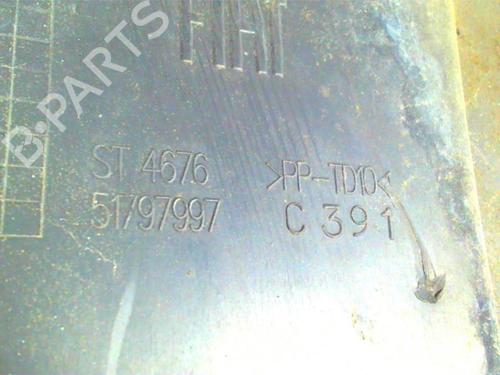 B-PARTS
FIAT
ST 4676 >PP-TD10<
51797997 C 391